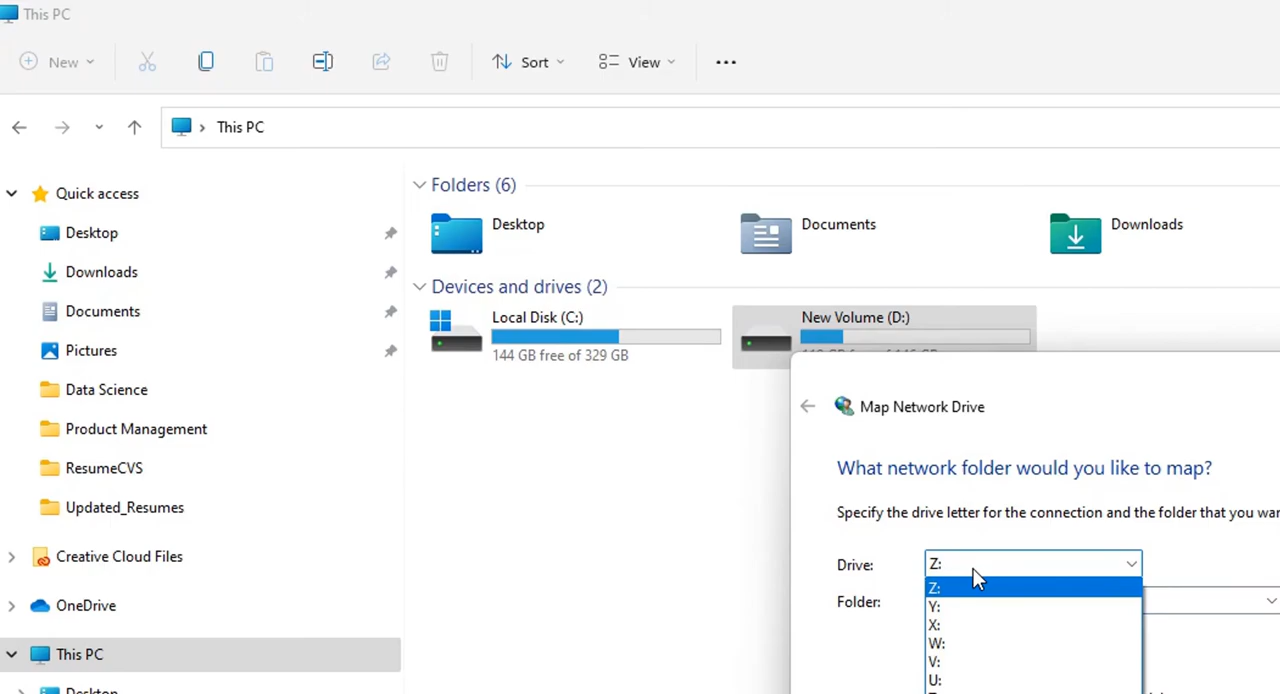 This PC
New
Sort
View
This PC
Quick access
Desktop
Downloads
Documents
Pictures
Data Science
Product Management
ResumeCVS
Updated_Resumes
Creative Cloud Files
OneDrive
This PC
Desktop
Folders (6)
Desktop
Documents
Downloads
Devices and drives (2)
Local Disk (C:)
144 GB free of 329 GB
New Volume (D:)
Map Network Drive
What network folder would you like to map?
Specify the drive letter for the connection and the folder that you
Drive:
Z:
Z:
Y:
X:
W:
V:
U:
Folder: